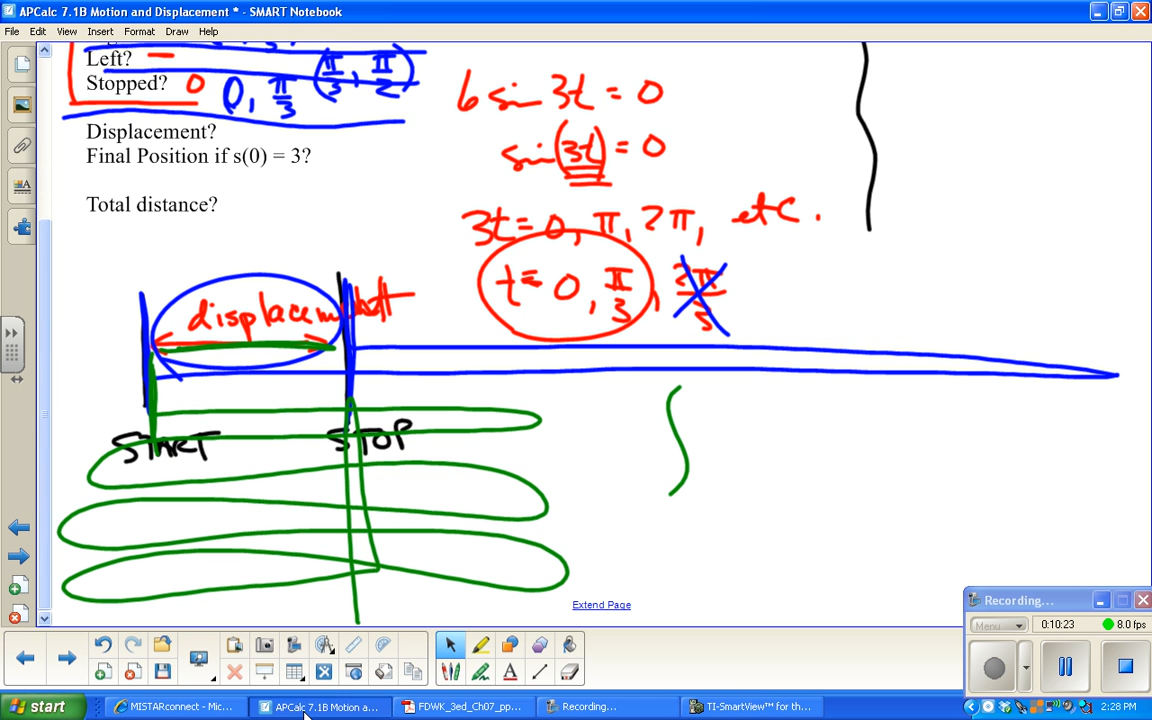 APCalc 7.1B Motion and Displacement * - SMART Notebook
File Edit View Insert Format Draw Help
Left? −
Stopped? 0 0, π/3 (π/3, π/2)
Displacement?
Final Position if s(0) = 3?
Total distance?
6 sin 3t = 0
sin(3t) = 0
3t = 0, π, 2π, etc.
t = 0, π/3, 2π/3
displacement
START STOP
Extend Page
Recording...
Menu 0:10:23 8.0 fps
start MISTARconnect - Mic... APCalc 7.1B Motion a... FDWK_3ed_Ch07_pp... Recording... TI-SmartView™ for th... 2:28 PM